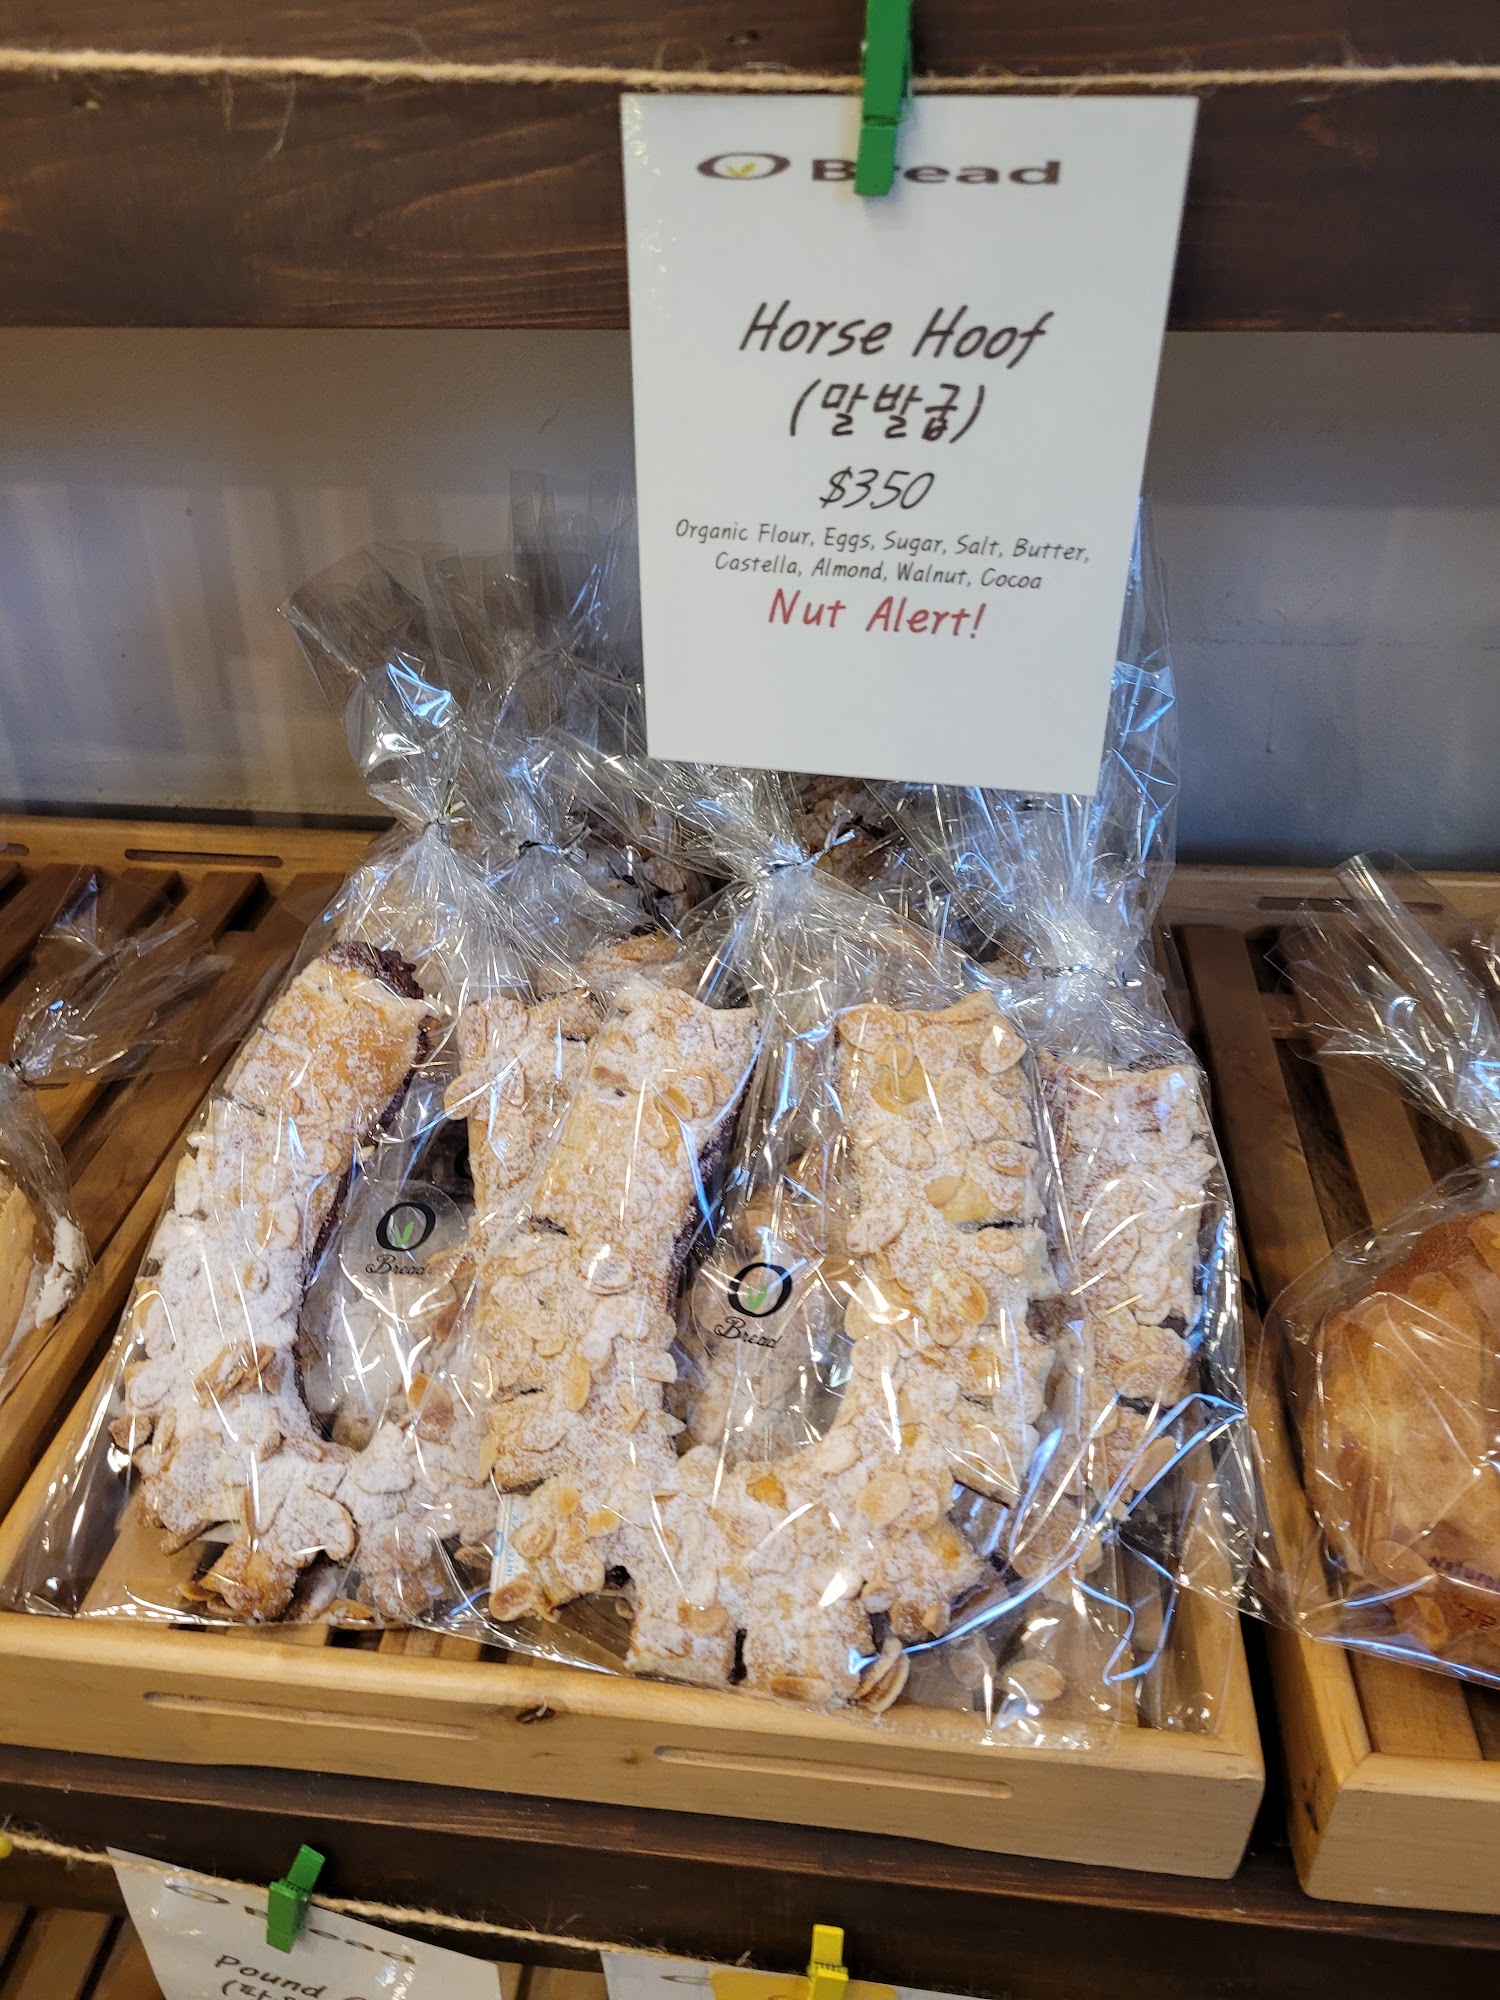 O Bread
Horse Hoof
(말발굽)
$3.50
Organic Flour, Eggs, Sugar, Salt, Butter,
Castella, Almond, Walnut, Cocoa
Nut Alert!
O
Bread
O
Bread
O Bread
Pound